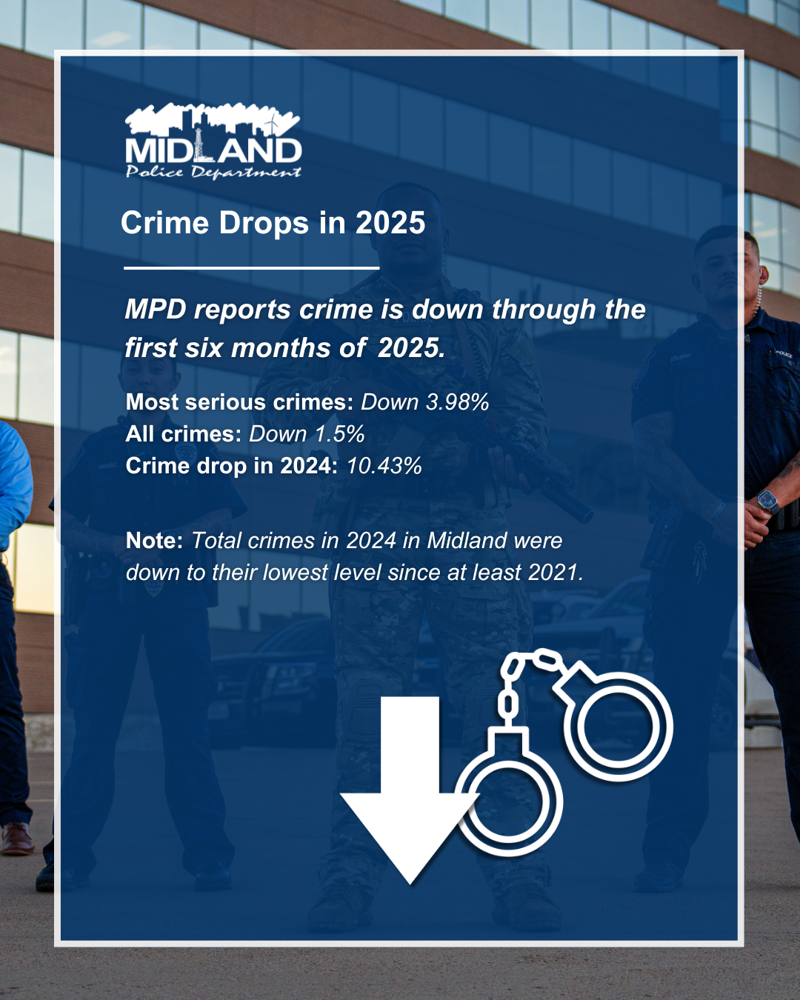 MIDLAND
Police Department
Crime Drops in 2025
MPD reports crime is down through the
first six months of 2025.
Most serious crimes: Down 3.98%
All crimes: Down 1.5%
Crime drop in 2024: 10.43%
Note: Total crimes in 2024 in Midland were
down to their lowest level since at least 2021.
POLICE